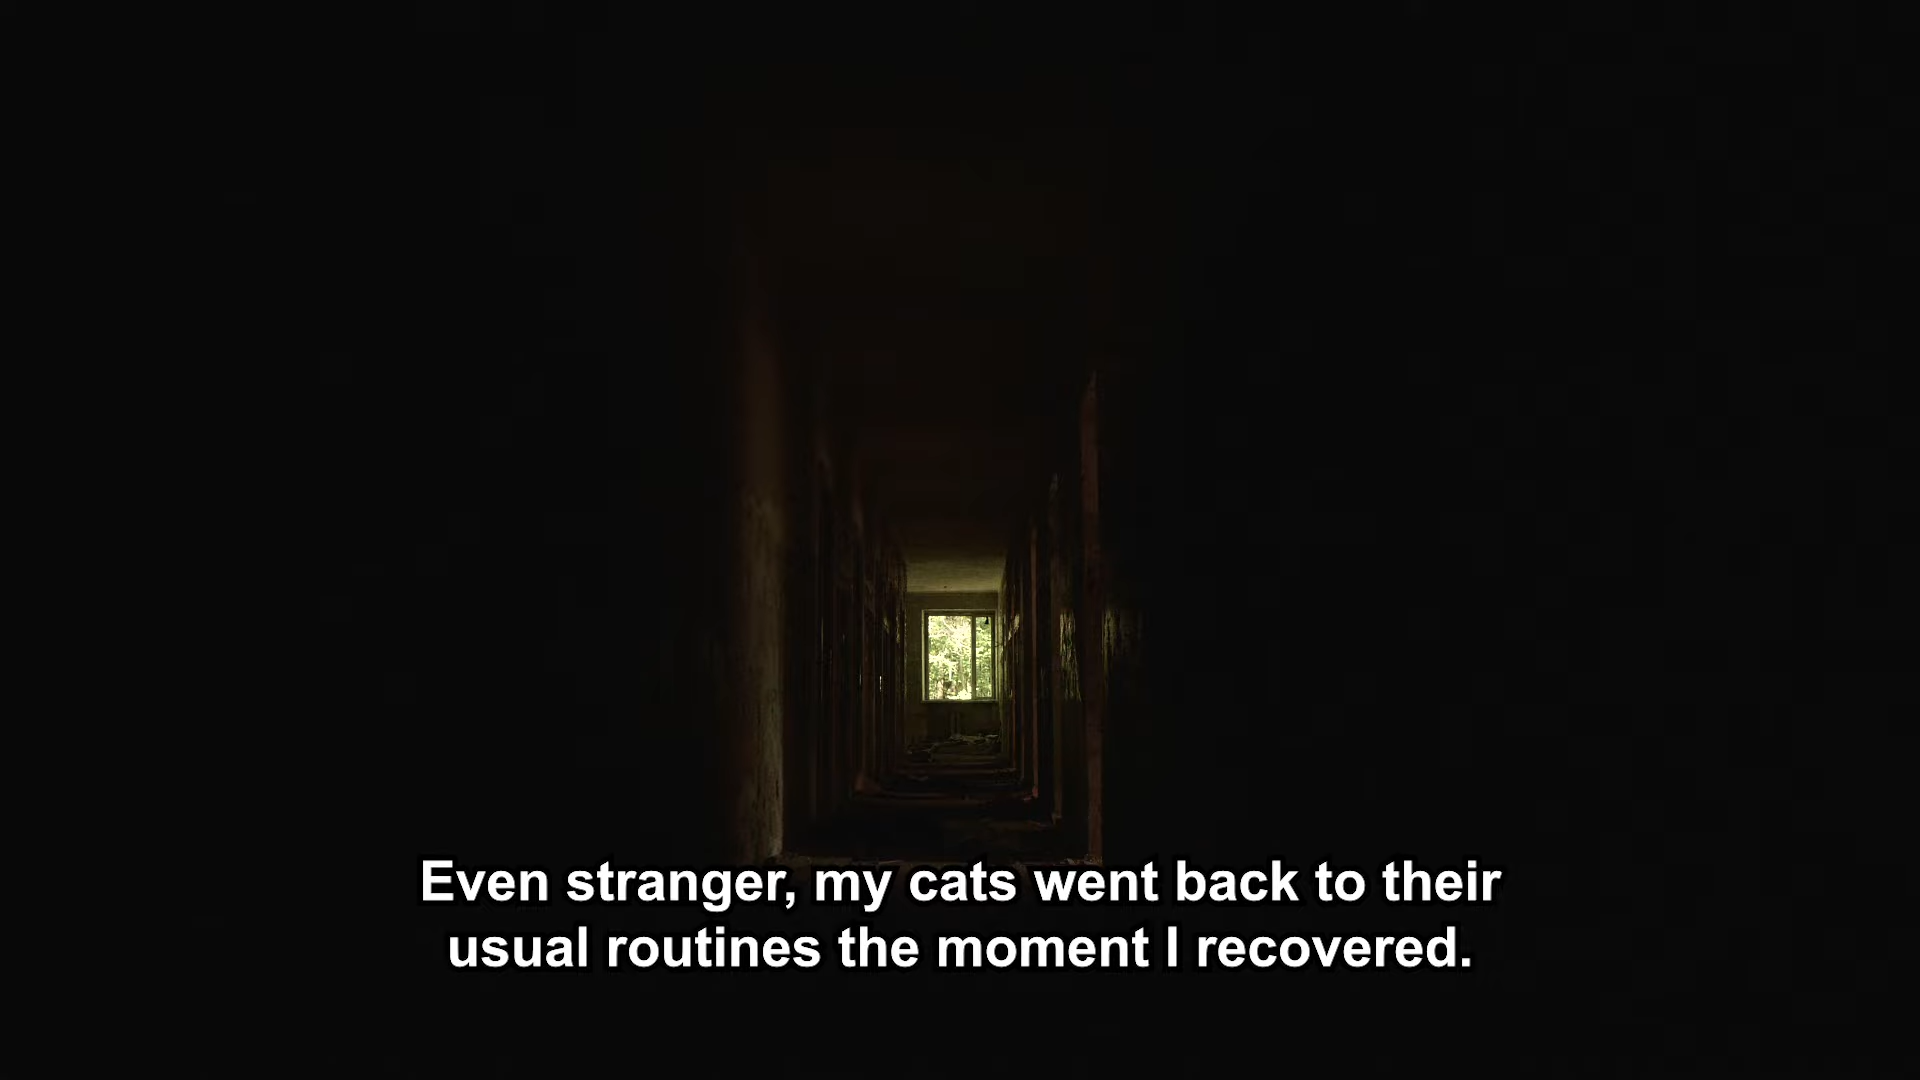 Even stranger, my cats went back to their
usual routines the moment I recovered.